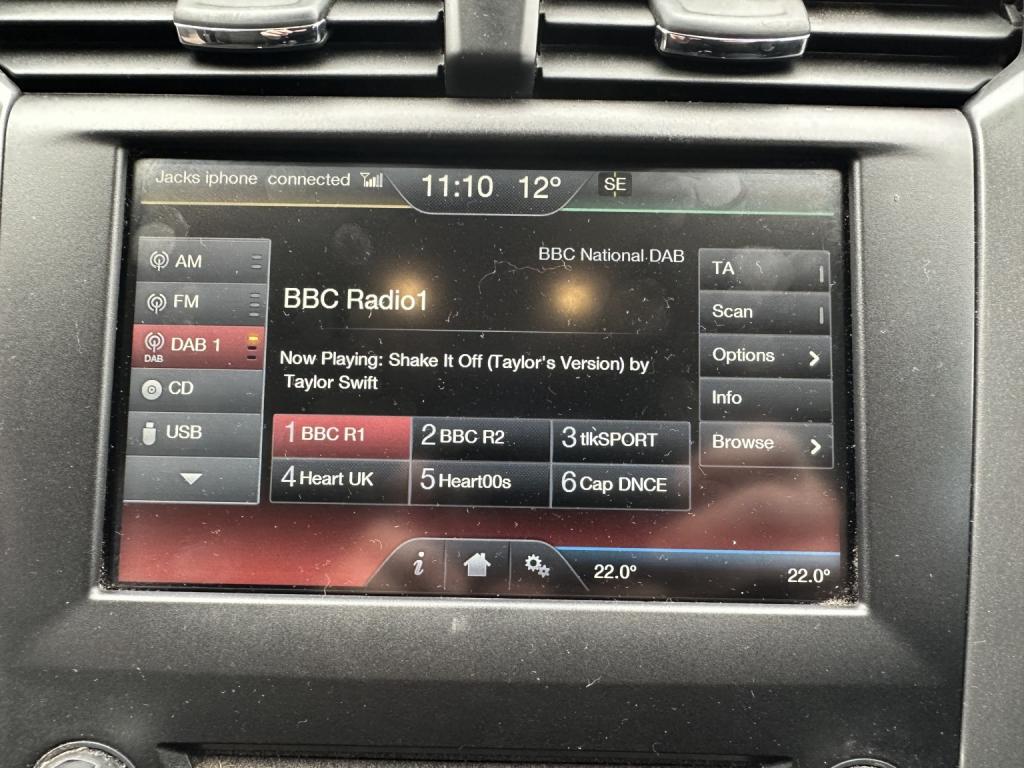 Jacks iphone connected
11:10 12° SE
AM
FM
DAB DAB 1
CD
USB
BBC National DAB
BBC Radio1
Now Playing: Shake It Off (Taylor's Version) by
Taylor Swift
1 BBC R1 2 BBC R2 3 tlkSPORT
4 Heart UK 5 Heart00s 6 Cap DNCE
TA
Scan
Options
Info
Browse
i
22.0° 22.0°